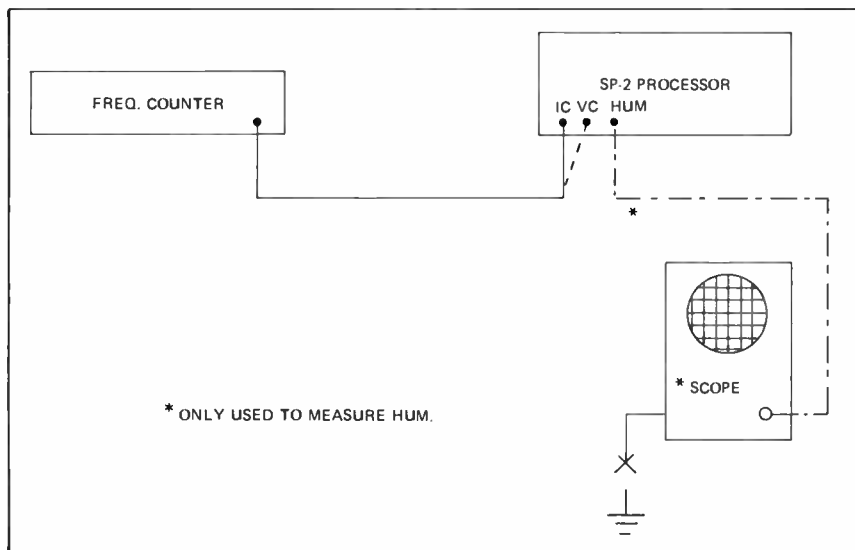 FREQ. COUNTER
SP-2 PROCESSOR
IC VC HUM
*
* SCOPE
* ONLY USED TO MEASURE HUM.